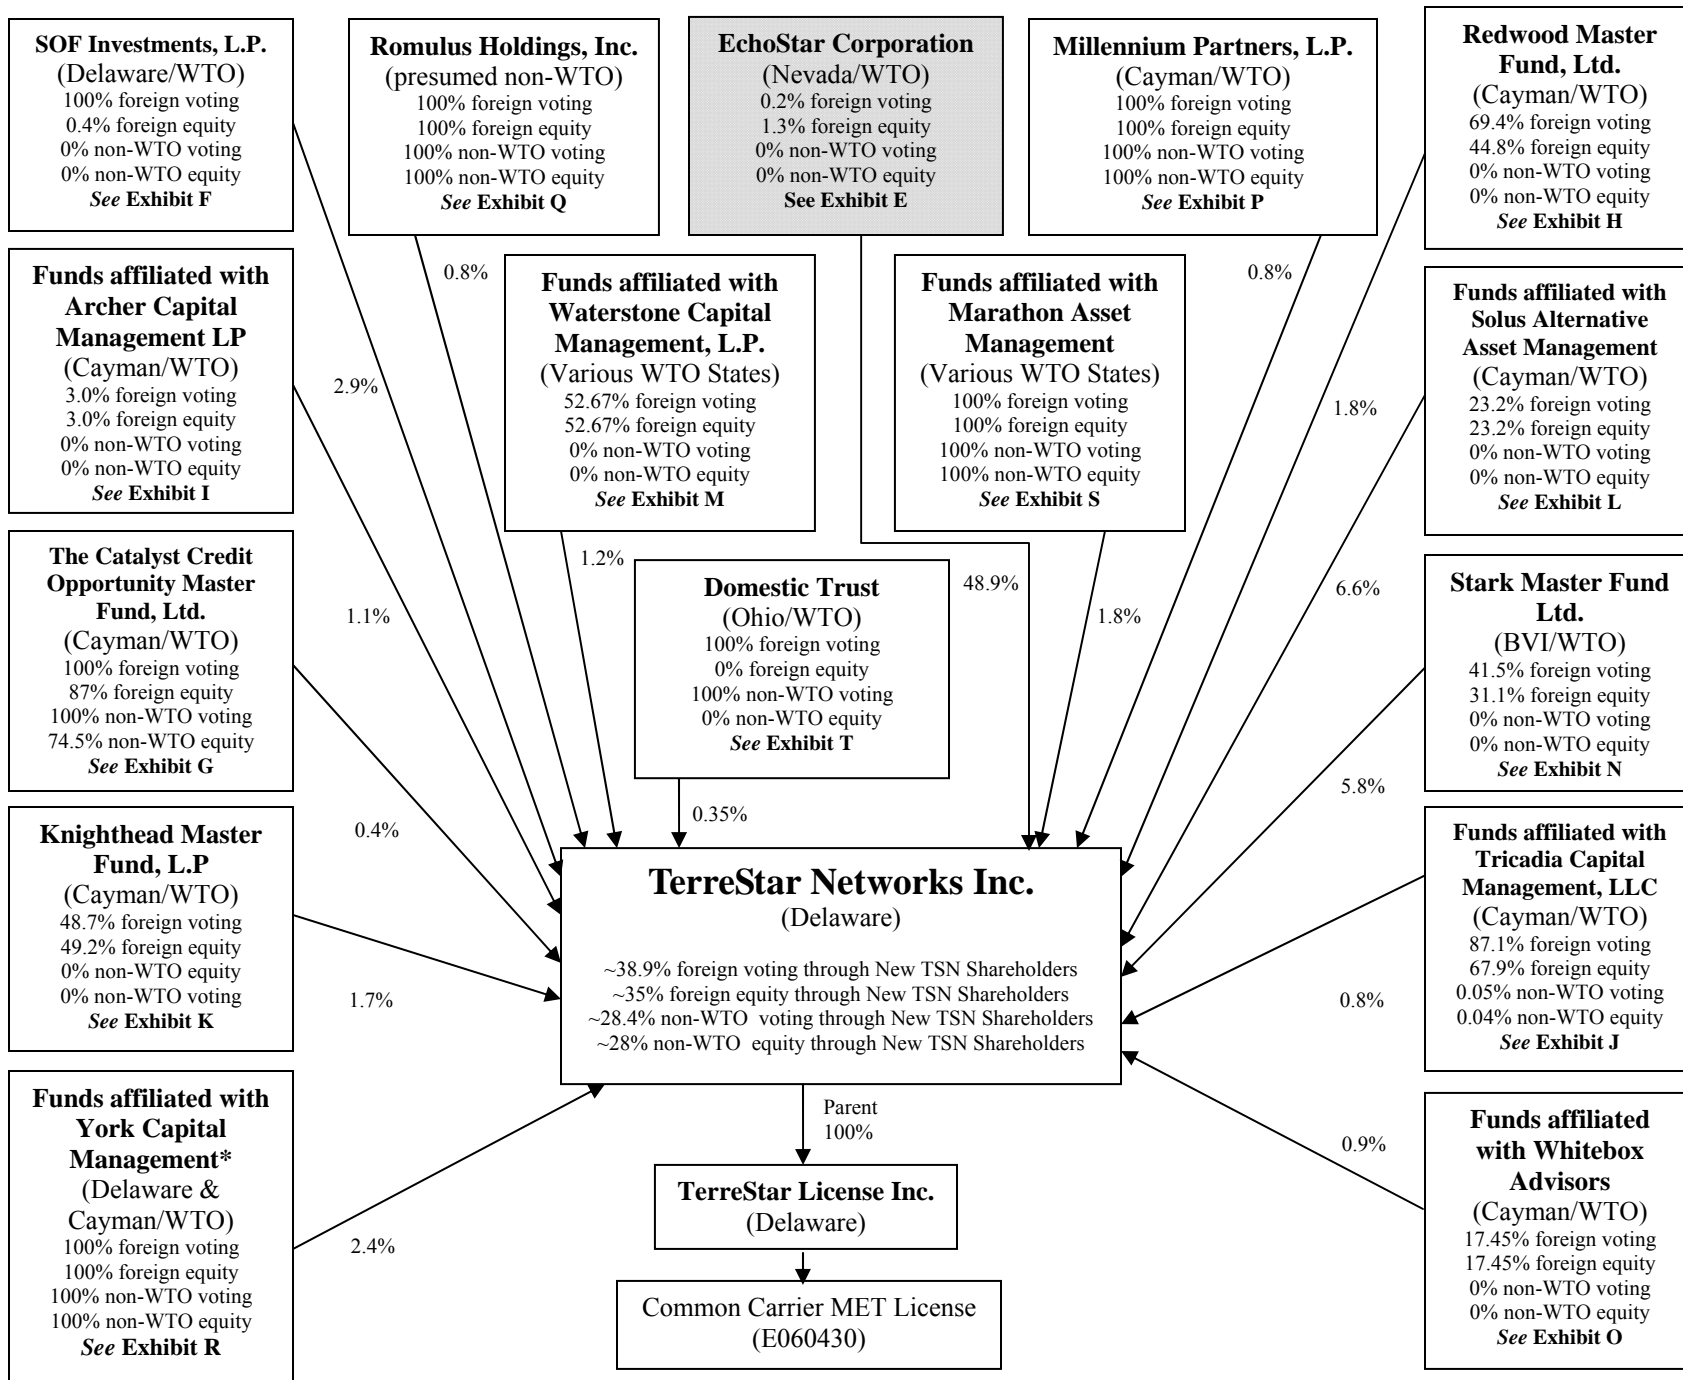 SOF Investments, L.P.
(Delaware/WTO)
100% foreign voting
0.4% foreign equity
0% non-WTO voting
0% non-WTO equity
See Exhibit F
Romulus Holdings, Inc.
(presumed non-WTO)
100% foreign voting
100% foreign equity
100% non-WTO voting
100% non-WTO equity
See Exhibit Q
EchoStar Corporation
(Nevada/WTO)
0.2% foreign voting
1.3% foreign equity
0% non-WTO voting
0% non-WTO equity
See Exhibit E
Millennium Partners, L.P.
(Cayman/WTO)
100% foreign voting
100% foreign equity
100% non-WTO voting
100% non-WTO equity
See Exhibit P
Redwood Master
Fund, Ltd.
(Cayman/WTO)
69.4% foreign voting
44.8% foreign equity
0% non-WTO voting
0% non-WTO equity
See Exhibit H
Funds affiliated with
Archer Capital
Management LP
(Cayman/WTO)
3.0% foreign voting
3.0% foreign equity
0% non-WTO voting
0% non-WTO equity
See Exhibit I
2.9%
0.8%
Funds affiliated with
Waterstone Capital
Management, L.P.
(Various WTO States)
52.67% foreign voting
52.67% foreign equity
0% non-WTO voting
0% non-WTO equity
See Exhibit M
Funds affiliated with
Marathon Asset
Management
(Various WTO States)
100% foreign voting
100% foreign equity
100% non-WTO voting
100% non-WTO equity
See Exhibit S
0.8%
1.8%
Funds affiliated with
Solus Alternative
Asset Management
(Cayman/WTO)
23.2% foreign voting
23.2% foreign equity
0% non-WTO voting
0% non-WTO equity
See Exhibit L
The Catalyst Credit
Opportunity Master
Fund, Ltd.
(Cayman/WTO)
100% foreign voting
87% foreign equity
100% non-WTO voting
74.5% non-WTO equity
See Exhibit G
1.1%
1.2%
Domestic Trust
(Ohio/WTO)
100% foreign voting
0% foreign equity
100% non-WTO voting
0% non-WTO equity
See Exhibit T
48.9%
1.8%
6.6%
Stark Master Fund
Ltd.
(BVI/WTO)
41.5% foreign voting
31.1% foreign equity
0% non-WTO voting
0% non-WTO equity
See Exhibit N
Knighthead Master
Fund, L.P
(Cayman/WTO)
48.7% foreign voting
49.2% foreign equity
0% non-WTO equity
0% non-WTO voting
See Exhibit K
0.4%
0.35%
5.8%
1.7%
TerreStar Networks Inc.
(Delaware)
~38.9% foreign voting through New TSN Shareholders
~35% foreign equity through New TSN Shareholders
~28.4% non-WTO voting through New TSN Shareholders
~28% non-WTO equity through New TSN Shareholders
0.8%
Funds affiliated with
Tricadia Capital
Management, LLC
(Cayman/WTO)
87.1% foreign voting
67.9% foreign equity
0.05% non-WTO voting
0.04% non-WTO equity
See Exhibit J
Funds affiliated with
York Capital
Management*
(Delaware &
Cayman/WTO)
100% foreign voting
100% foreign equity
100% non-WTO voting
100% non-WTO equity
See Exhibit R
2.4%
Parent
100%
TerreStar License Inc.
(Delaware)
Common Carrier MET License
(E060430)
0.9%
Funds affiliated
with Whitebox
Advisors
(Cayman/WTO)
17.45% foreign voting
17.45% foreign equity
0% non-WTO voting
0% non-WTO equity
See Exhibit O